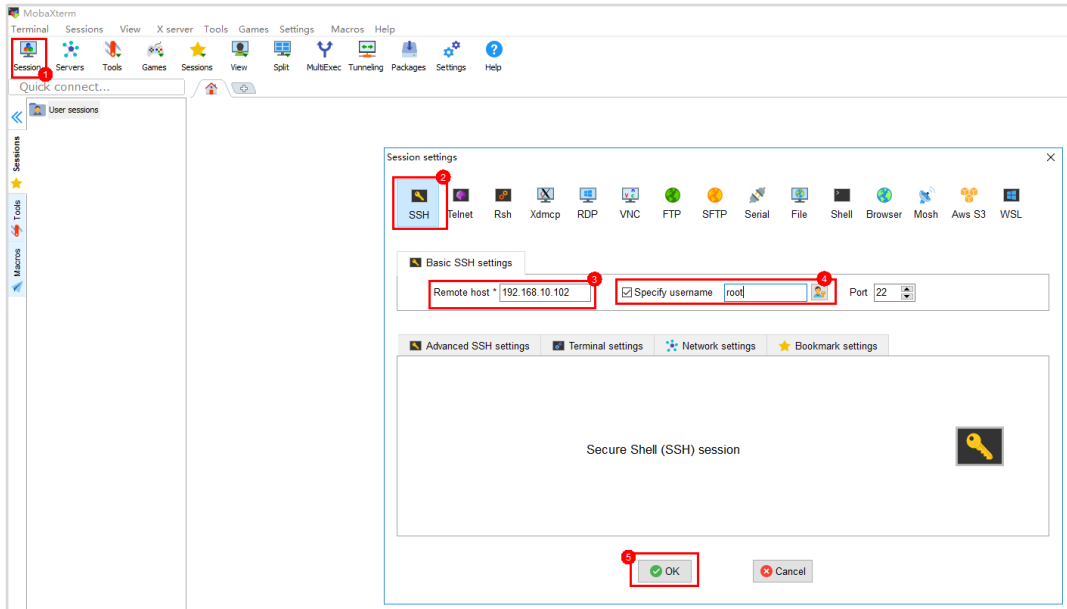 MobaXterm
Terminal Sessions View X server Tools Games Settings Macros Help
Session Servers Tools Games Sessions View Split MultiExec Tunneling Packages Settings Help
1
Quick connect...
User sessions
Sessions
Tools
Macros
Session settings
2
SSH Telnet Rsh Xdmcp RDP VNC FTP SFTP Serial File Shell Browser Mosh Aws S3 WSL
Basic SSH settings
3 4
Remote host * 192.168.10.102 Specify username root Port 22
Advanced SSH settings Terminal settings Network settings Bookmark settings
Secure Shell (SSH) session
5
OK Cancel